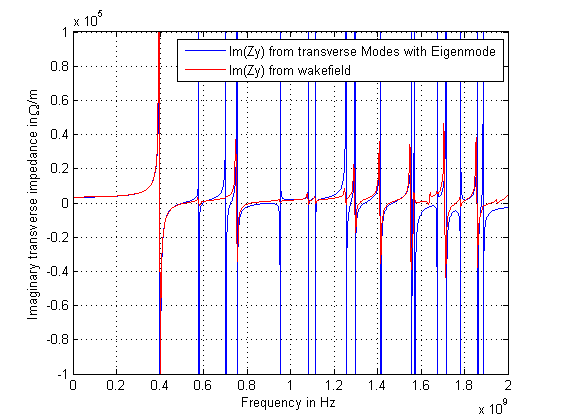 x 10^5
1
0.8
0.6
0.4
0.2
0
-0.2
-0.4
-0.6
-0.8
-1
Imaginary transverse impedance in Ω/m
Im(Zy) from transverse Modes with Eigenmode
Im(Zy) from wakefield
0 0.2 0.4 0.6 0.8 1 1.2 1.4 1.6 1.8 2
Frequency in Hz
x 10^9